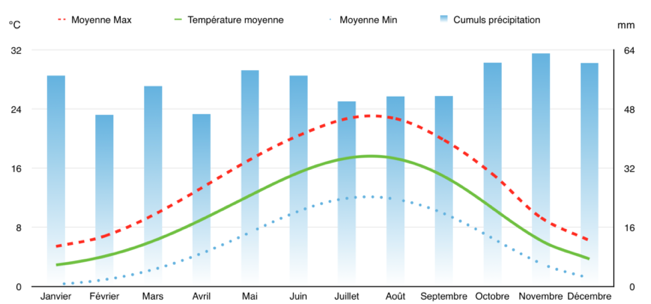 Moyenne Max Température moyenne Moyenne Min Cumuls précipitation
°C mm
32 64
24 48
16 32
8 16
0 0
Janvier Février Mars Avril Mai Juin Juillet Août Septembre Octobre Novembre Décembre